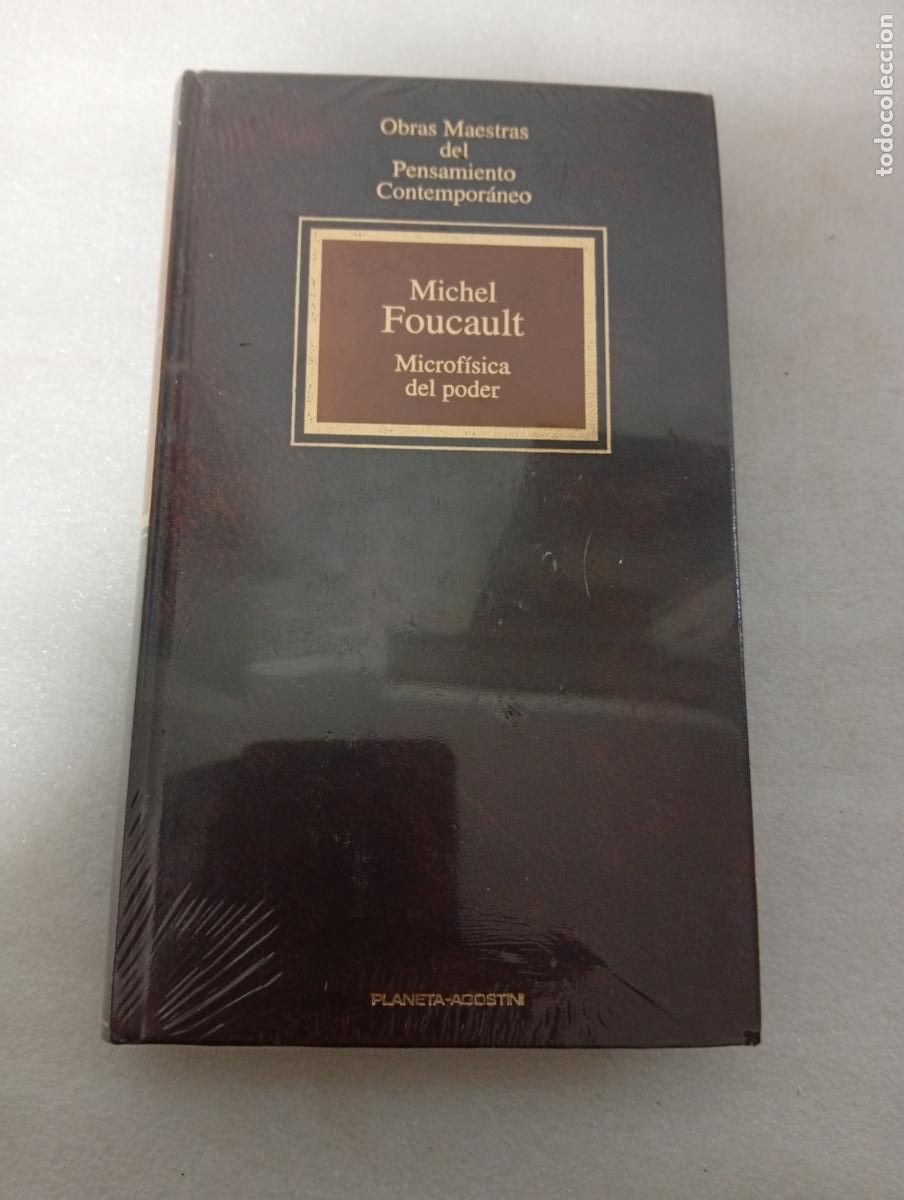 Obras Maestras
del
Pensamiento
Contemporáneo
Michel
Foucault
Microfísica
del poder
PLANETA-AGOSTINI
todocoleccion